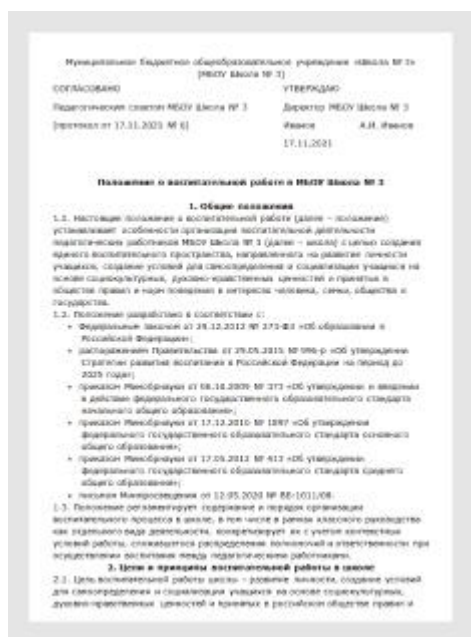 Муниципальное бюджетное общеобразовательное учреждение «Школа № 3»
(МБОУ Школа № 3)
СОГЛАСОВАНО УТВЕРЖДАЮ
Педагогическим советом МБОУ Школа № 3 Директор МБОУ Школа № 3
(протокол от 17.11.2021 № 6) Иванов А.И. Иванов
17.11.2021
Положение о воспитательной работе в МБОУ Школа № 3
1. Общие положения
1.1. Настоящее положение о воспитательной работе (далее – положение)
устанавливает особенности организации воспитательной деятельности
педагогических работников МБОУ Школа № 3 (далее – школа) с целью создания
единого воспитательного пространства, направленного на развитие личности
учащихся, создание условий для самоопределения и социализации учащихся на
основе социокультурных, духовно-нравственных ценностей и принятых в
обществе правил и норм поведения в интересах человека, семьи, общества и
государства.
1.2. Положение разработано в соответствии с:
• Федеральным законом от 29.12.2012 № 273-ФЗ «Об образовании в
Российской Федерации»;
• распоряжением Правительства от 29.05.2015 № 996-р «Об утверждении
Стратегии развития воспитания в Российской Федерации на период до
2025 года»;
• приказом Минобрнауки от 06.10.2009 № 373 «Об утверждении и введении
в действие федерального государственного образовательного стандарта
начального общего образования»;
• приказом Минобрнауки от 17.12.2010 № 1897 «Об утверждении
федерального государственного образовательного стандарта основного
общего образования»;
• приказом Минобрнауки от 17.05.2012 № 413 «Об утверждении
федерального государственного образовательного стандарта среднего
общего образования»;
• письмом Минпросвещения от 12.05.2020 № ВБ-1011/08.
1.3. Положение регламентирует содержание и порядок организации
воспитательного процесса в школе, в том числе в рамках классного руководства
как отдельного вида деятельности, конкретизирует их с учетом контекстных
условий работы, сложившегося распределения полномочий и ответственности при
осуществлении воспитания между педагогическими работниками.
2. Цели и принципы воспитательной работы в школе
2.1. Цель воспитательной работы школы – развитие личности, создание условий
для самоопределения и социализации учащихся на основе социокультурных,
духовно-нравственных ценностей и принятых в российском обществе правил и